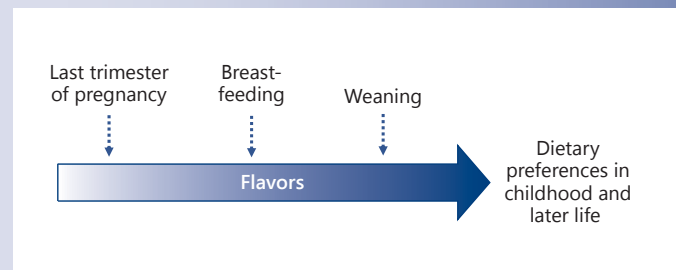 Last trimester
of pregnancy
Breast-
feeding
Weaning
Flavors
Dietary
preferences in
childhood and
later life